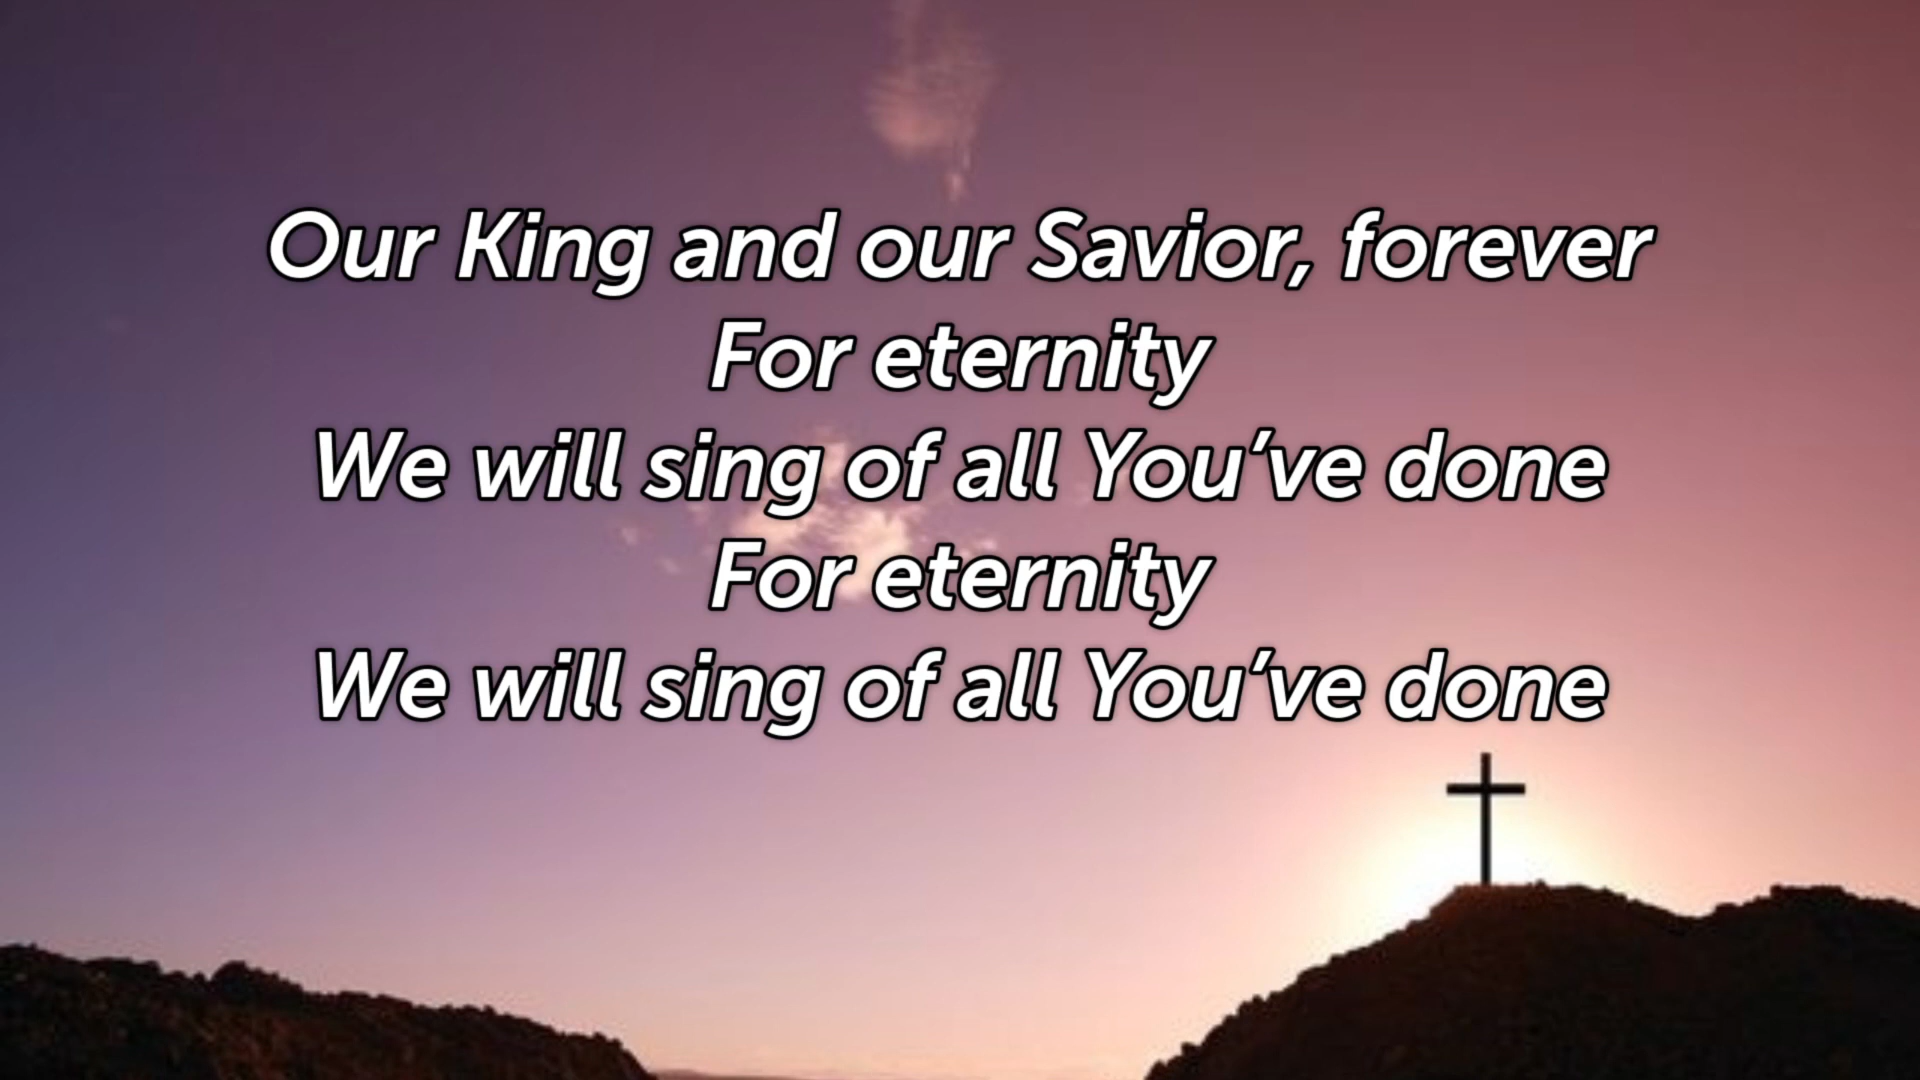 Our King and our Savior, forever
For eternity
We will sing of all You’ve done
For eternity
We will sing of all You’ve done